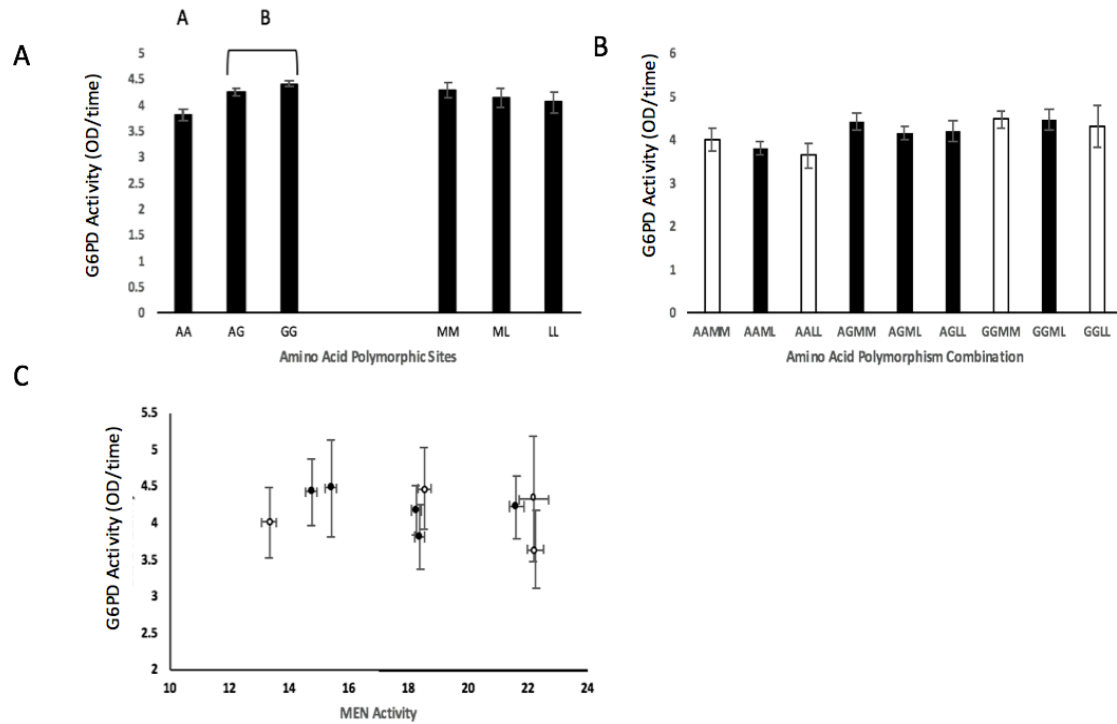 A
A B
G6PD Activity (OD/time)
5
4.5
4
3.5
3
2.5
2
1.5
1
0.5
0
AA AG GG MM ML LL
Amino Acid Polymorphic Sites
B
G6PD Activity (OD/time)
6
5
4
3
2
1
0
AAMM AAML AALL AGMM AGML AGLL GGMM GGML GGLL
Amino Acid Polymorphism Combination
C
G6PD Activity (OD/time)
5.5
5
4.5
4
3.5
3
2.5
2
10 12 14 16 18 20 22 24
MEN Activity